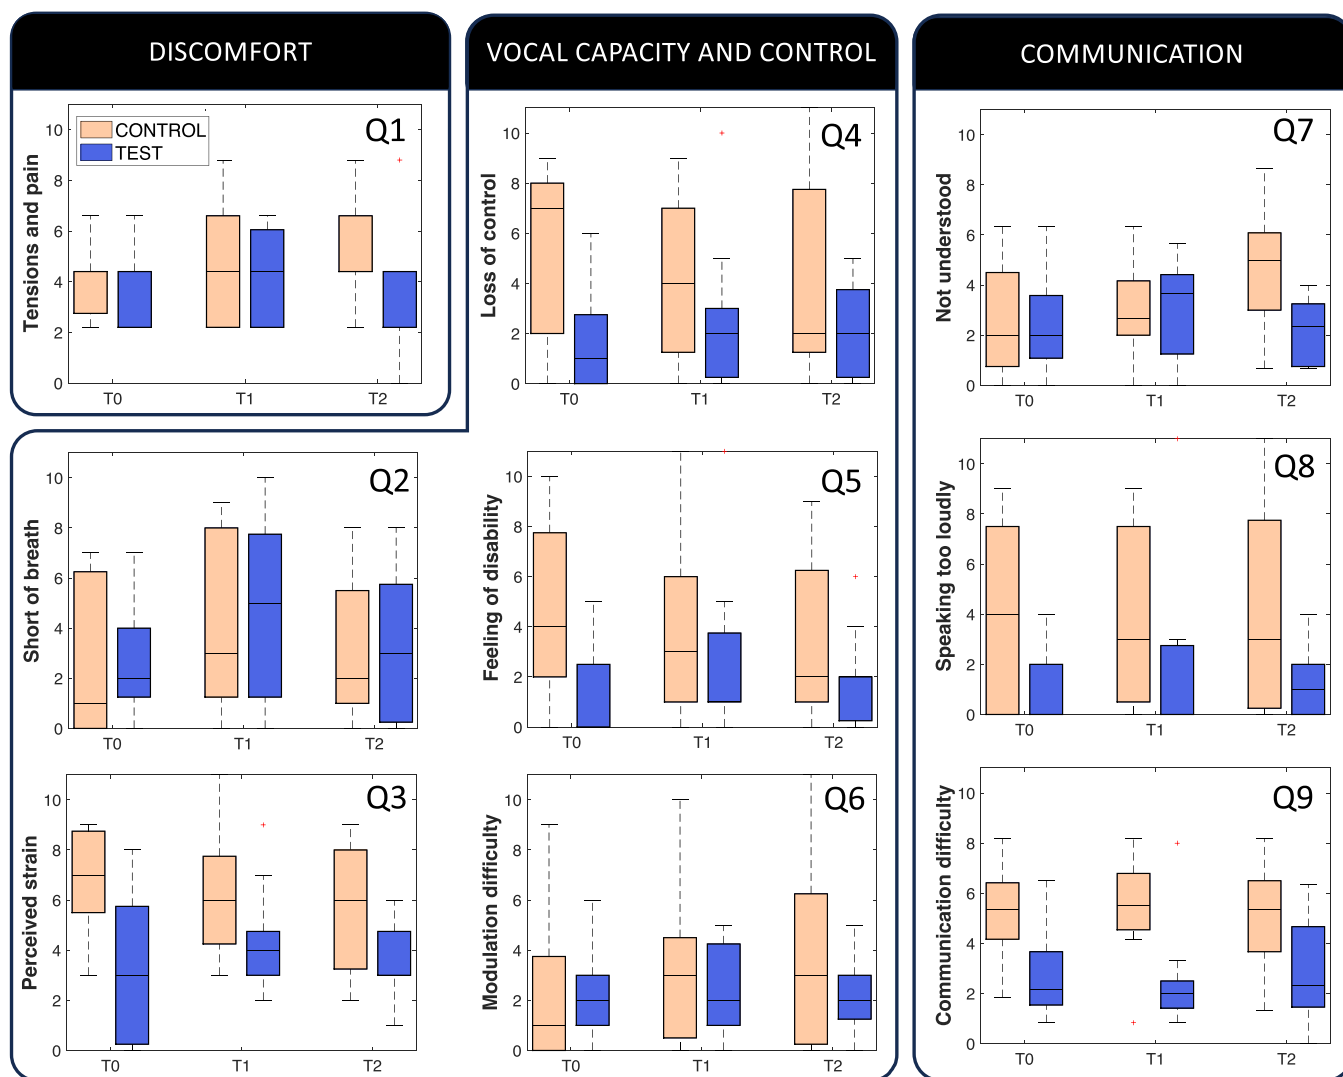 DISCOMFORT
Tensions and pain
Q1
CONTROL
TEST
10
8
6
4
2
0
T0 T1 T2
VOCAL CAPACITY AND CONTROL
Short of breath
Q2
10
8
6
4
2
0
T0 T1 T2
Perceived strain
Q3
10
8
6
4
2
0
T0 T1 T2
Loss of control
Q4
10
8
6
4
2
0
T0 T1 T2
Feeling of disability
Q5
10
8
6
4
2
0
T0 T1 T2
Modulation difficulty
Q6
10
8
6
4
2
0
T0 T1 T2
COMMUNICATION
Not understood
Q7
10
8
6
4
2
0
T0 T1 T2
Speaking too loudly
Q8
10
8
6
4
2
0
T0 T1 T2
Communication difficulty
Q9
10
8
6
4
2
0
T0 T1 T2